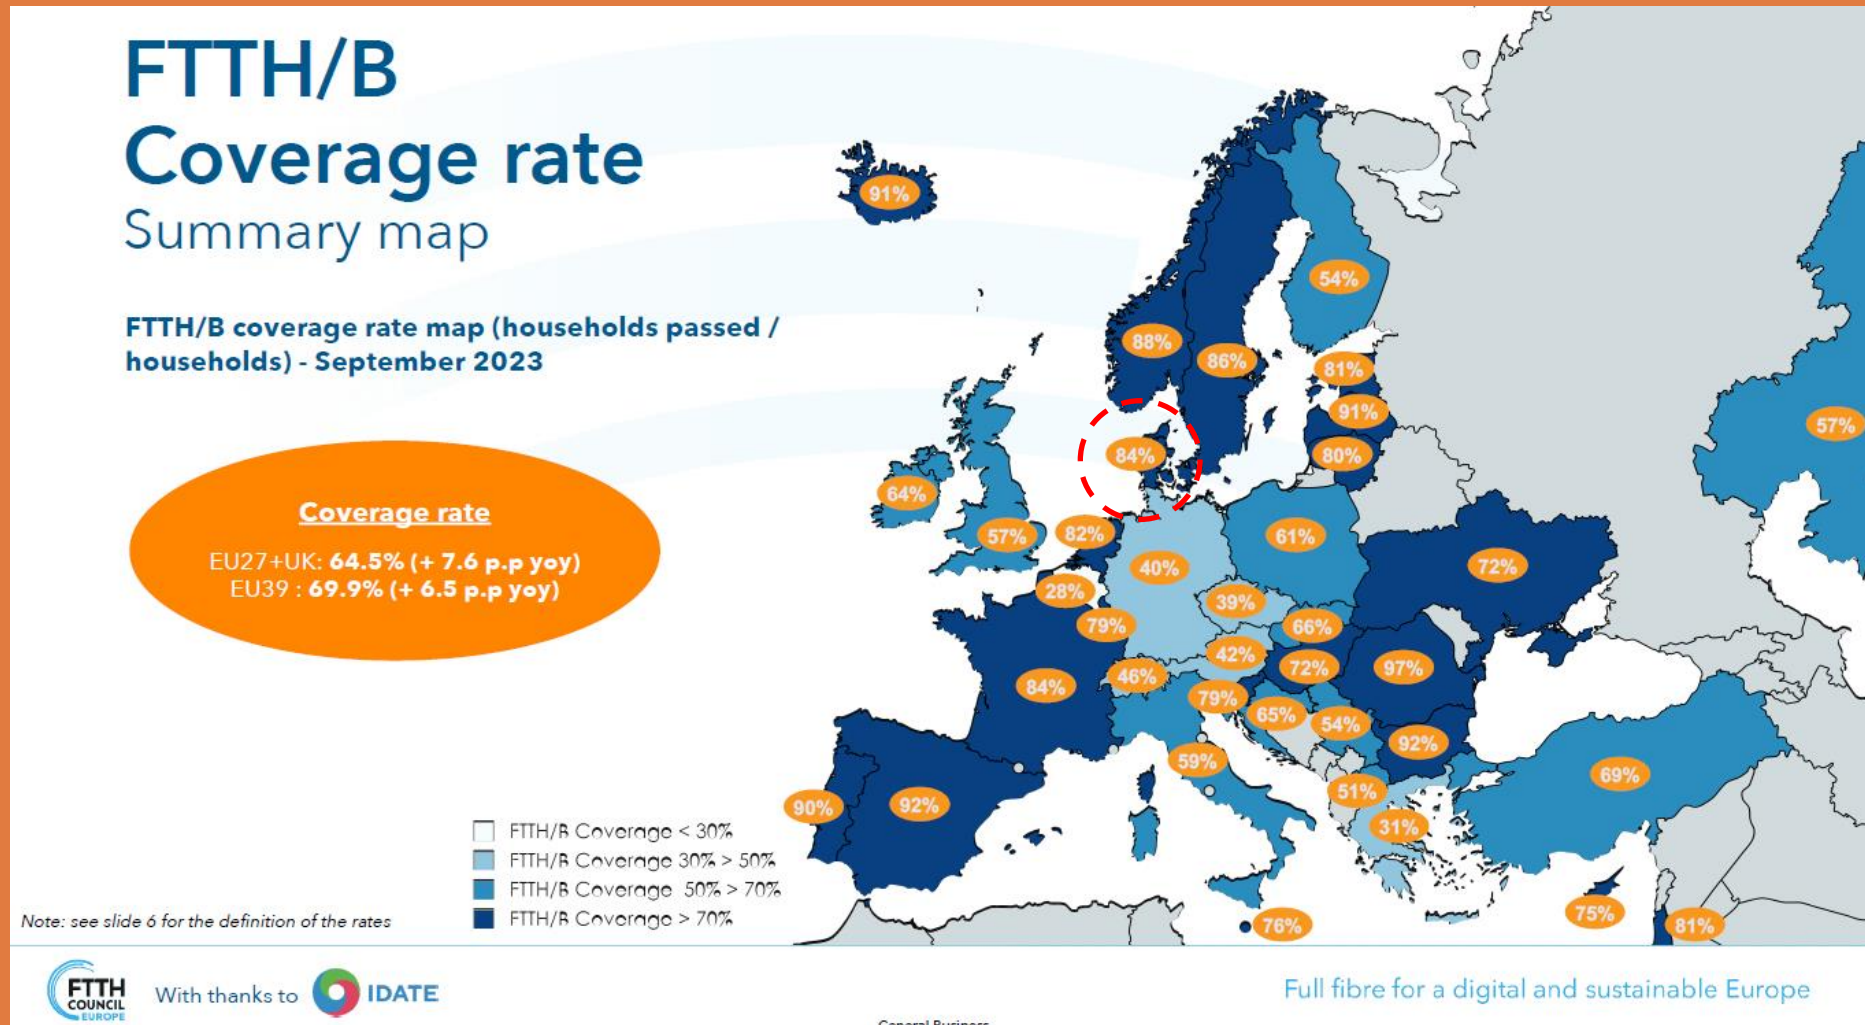 FTTH/B
Coverage rate
Summary map
FTTH/B coverage rate map (households passed /
households) - September 2023
Coverage rate
EU27+UK: 64.5% (+ 7.6 p.p yoy)
EU39 : 69.9% (+ 6.5 p.p yoy)
91%
54%
88%
86%
81%
91%
57%
84%
80%
64%
57%
82%
61%
40%
72%
28%
39%
79%
66%
42%
72%
97%
84%
46%
79%
65%
54%
92%
59%
69%
51%
90%
92%
31%
76%
75%
81%
FTTH/B Coverage < 30%
FTTH/B Coverage 30% > 50%
FTTH/B Coverage 50% > 70%
FTTH/B Coverage > 70%
Note: see slide 6 for the definition of the rates
FTTH
COUNCIL
EUROPE
With thanks to
IDATE
Full fibre for a digital and sustainable Europe
General Business